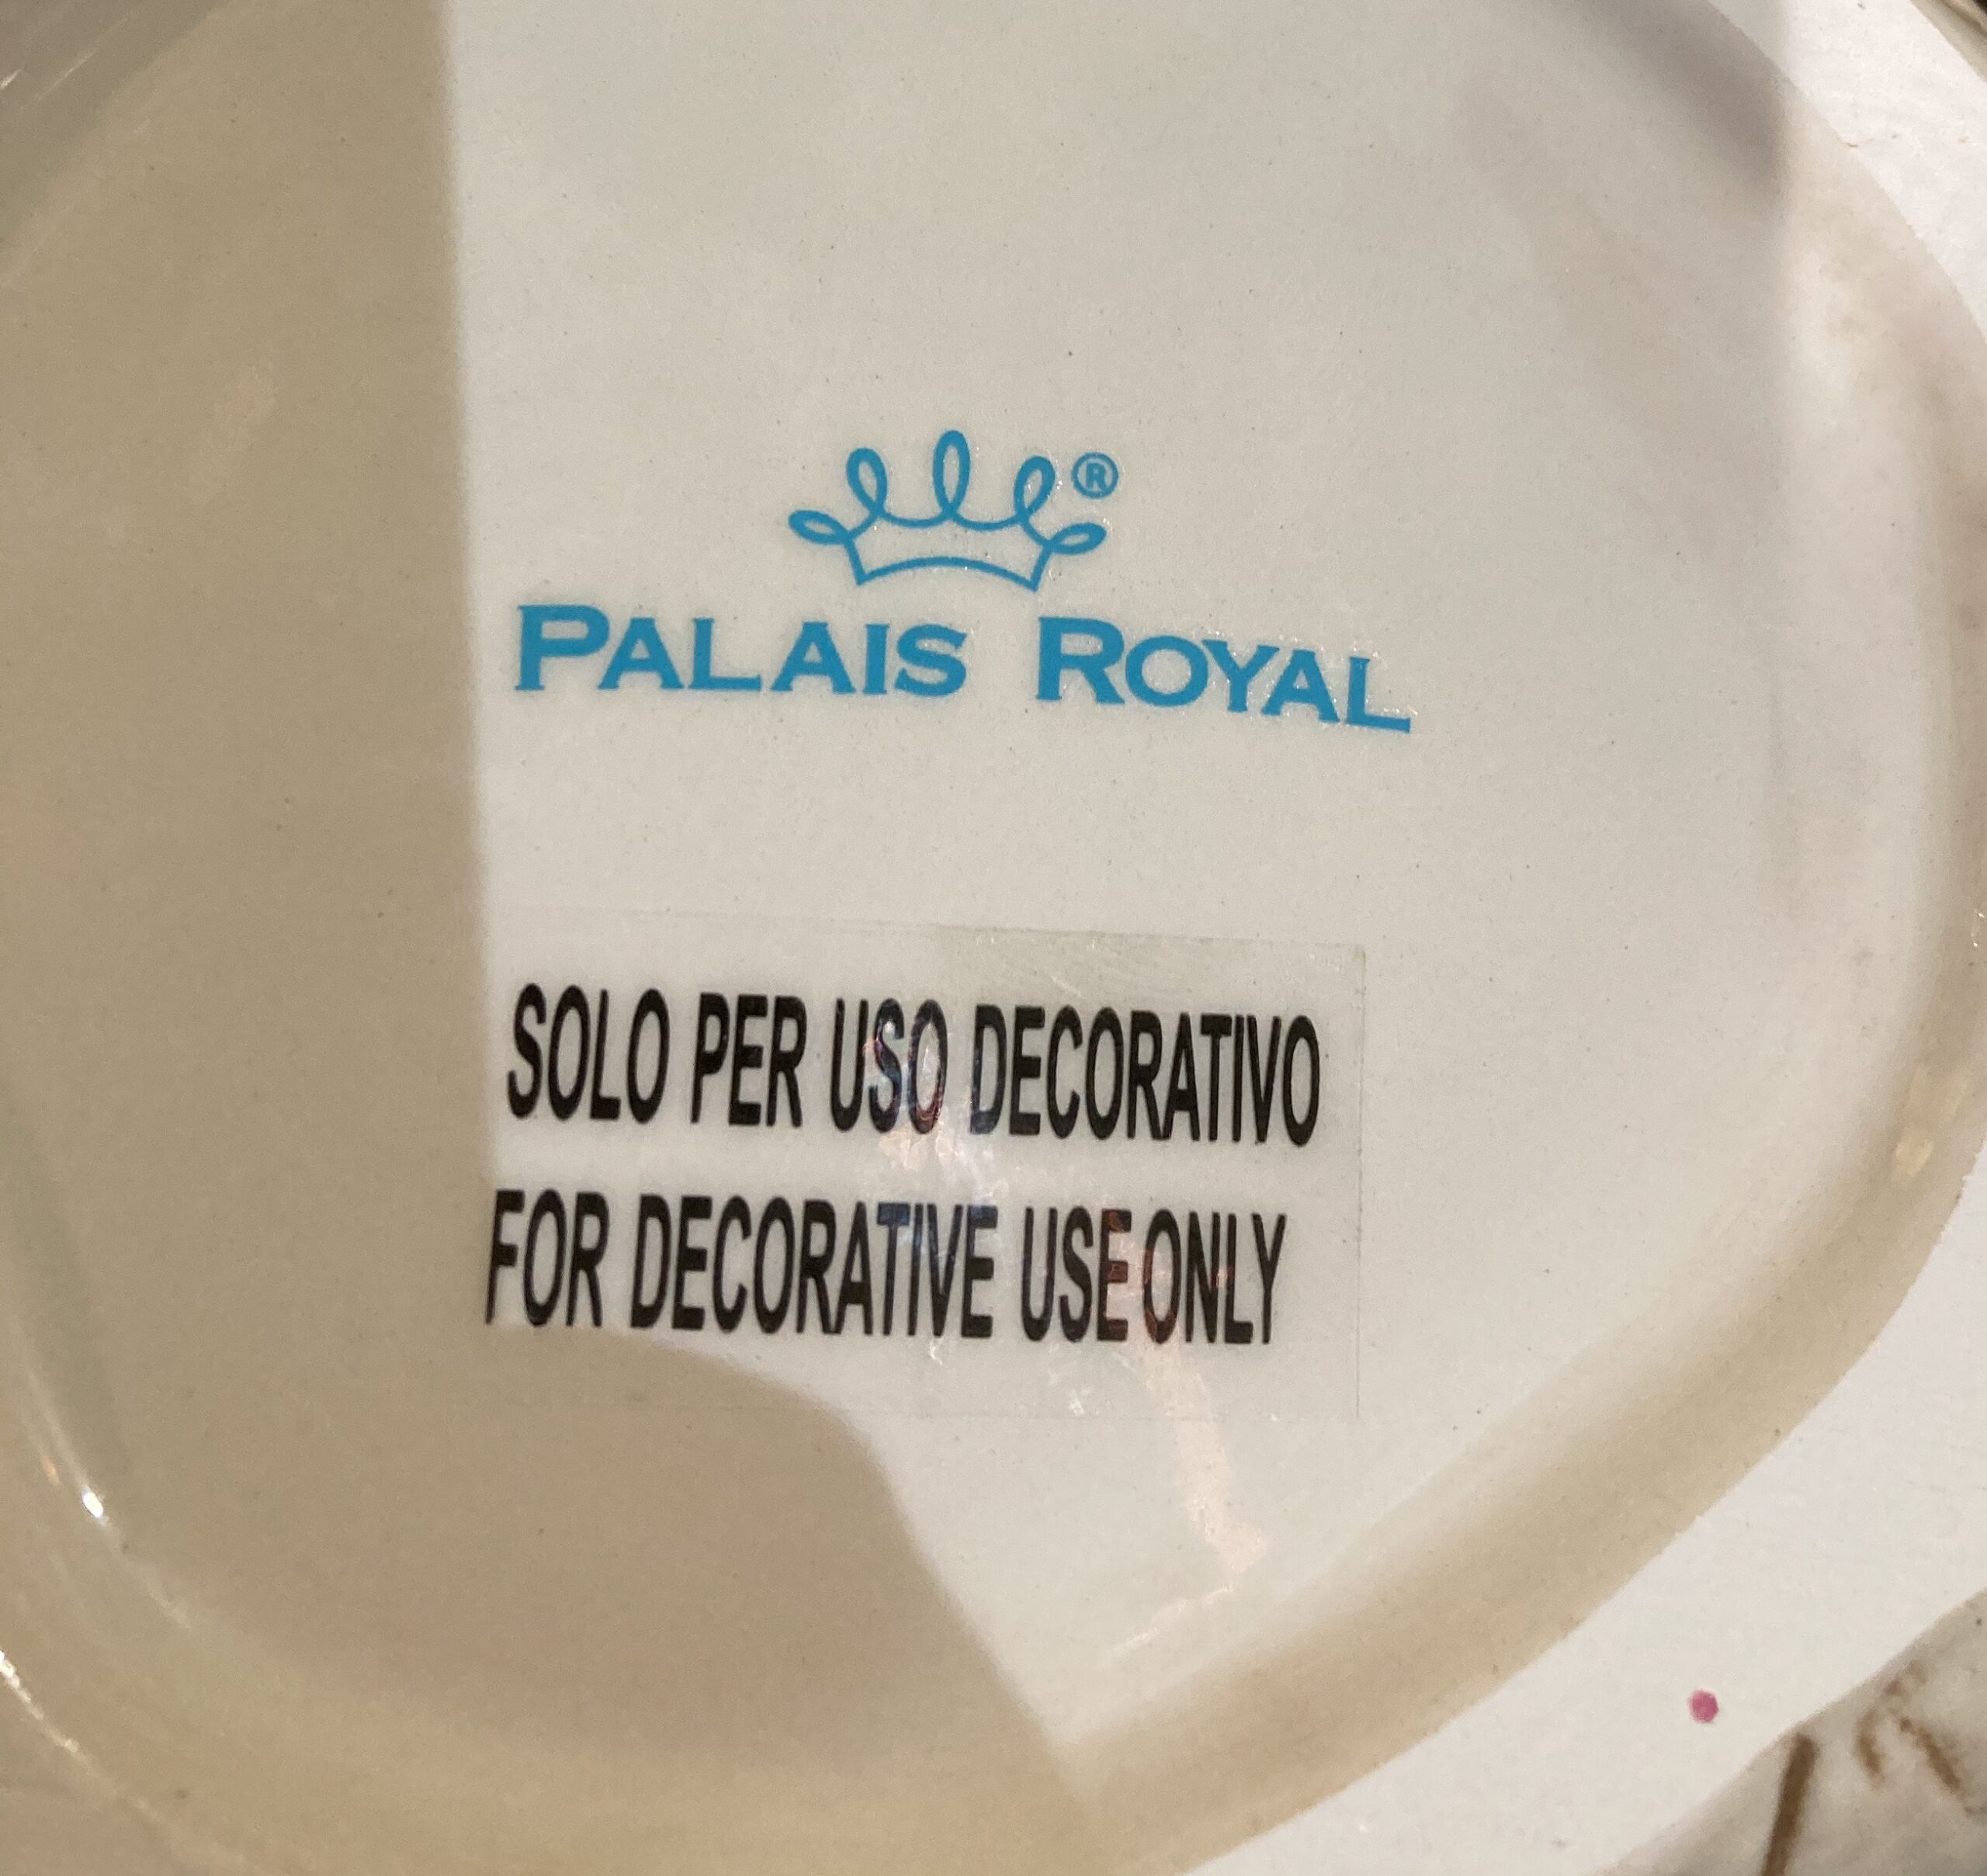 ®
PALAIS ROYAL
SOLO PER USO DECORATIVO
FOR DECORATIVE USE ONLY